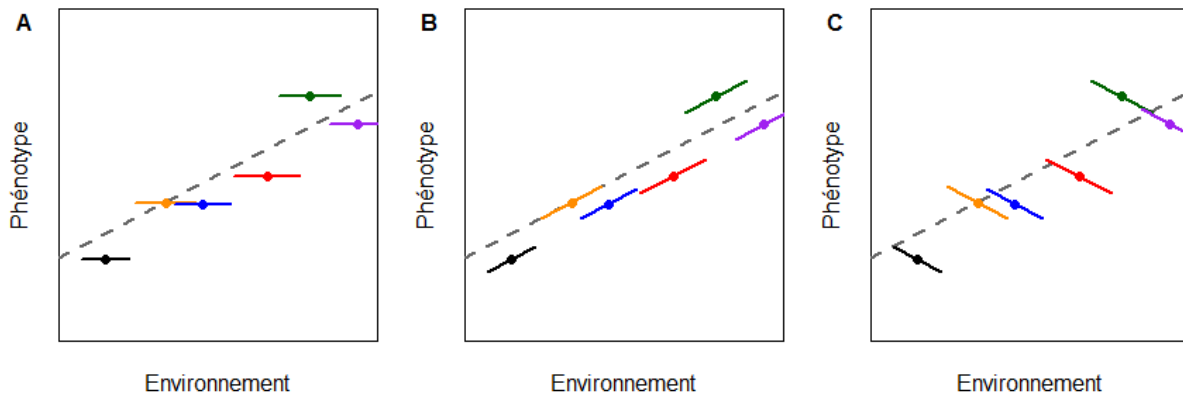 A
Phénotype
Environnement
B
Phénotype
Environnement
C
Phénotype
Environnement